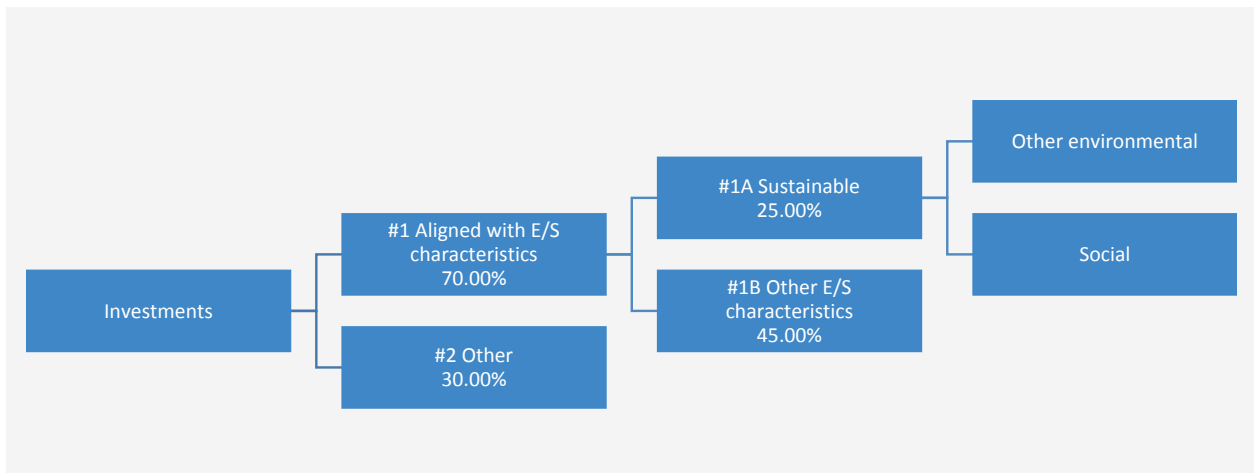 Investments
#1 Aligned with E/S
characteristics
70.00%
#2 Other
30.00%
#1A Sustainable
25.00%
#1B Other E/S
characteristics
45.00%
Other environmental
Social